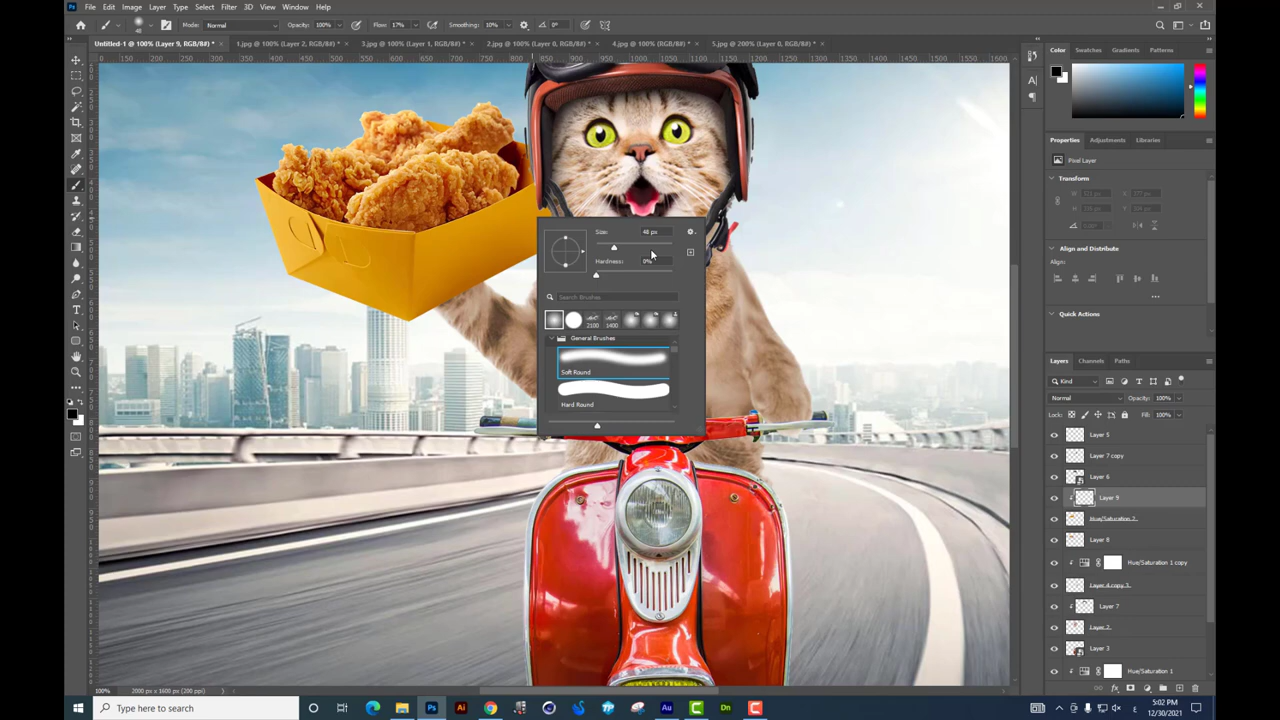 Ps File Edit Image Layer Type Select Filter 3D View Window Help
Mode: Normal Opacity: 100% Flow: 17% Smoothing: 10% 0°
Untitled-1 @ 100% (Layer 9, RGB/8#) * × 1.jpg @ 100% (Layer 2, RGB/8#) * × 3.jpg @ 100% (Layer 1, RGB/8#) * × 2.jpg @ 100% (Layer 0, RGB/8#) * × 4.jpg @ 100% (RGB/8#) * × 5.jpg @ 200% (Layer 6, RGB/8#) * ×
Color Swatches Gradients Patterns
Properties Adjustments Libraries
Pixel Layer
Transform
Align and Distribute
Align:
Quick Actions
Size: 48 px
Hardness: 0%
Search Brushes
2100 1400
General Brushes
Soft Round
Hard Round
Layers Channels Paths
Kind
Normal Opacity: 100%
Lock: Fill: 100%
Layer 5
Layer 7 copy
Layer 6
Layer 9
Hue/Saturation 2
Layer 8
Hue/Saturation 1 copy
Layer 4 copy 3
Layer 7
Layer 2
Layer 3
Hue/Saturation 1
100% 2000 px x 1600 px (200 ppi)
Type here to search
5:02 PM
12/30/2021